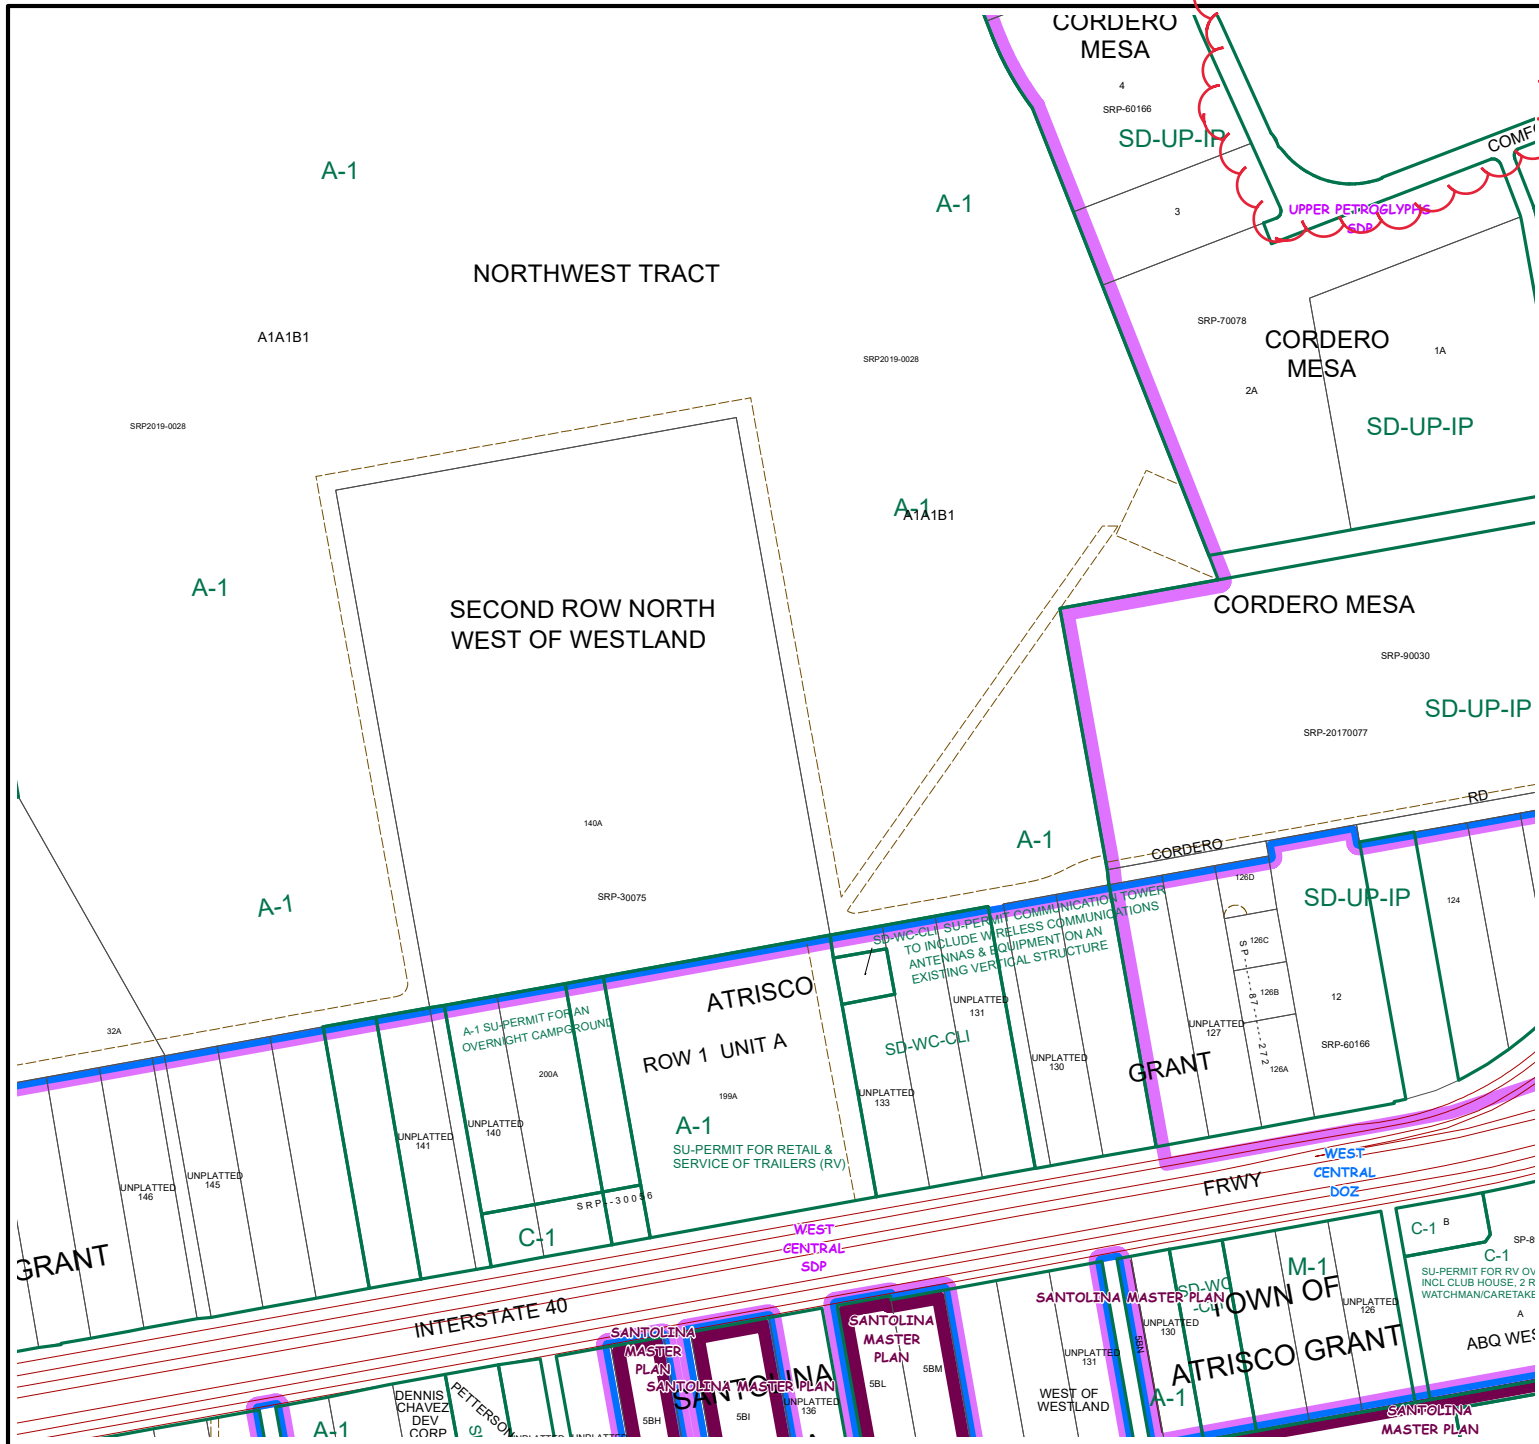 CORDERO
MESA
4
SRP-60166
SD-UP-IP
A-1
A-1
3
UPPER PETROGLYPHS
SDP
NORTHWEST TRACT
A1A1B1
SRP-70078
CORDERO
MESA
1A
SRP2019-0028
2A
SRP2019-0028
SD-UP-IP
A-1
A1A1B1
A-1
SECOND ROW NORTH
WEST OF WESTLAND
CORDERO MESA
SRP-90030
SD-UP-IP
SRP-20170077
RD
140A
A-1
CORDERO
SRP-30075
A-1
126D
SD-UP-IP
124
SD-WC-CLI SU-PERMIT COMMUNICATION TOWER
TO INCLUDE WIRELESS COMMUNICATIONS
ANTENNAS & EQUIPMENT ON AN
EXISTING VERTICAL STRUCTURE
126C
126B
12
SP-87-272
ATRISCO
UNPLATTED
131
A-1 SU-PERMIT FOR AN
OVERNIGHT CAMPGROUND
32A
UNPLATTED
127
SRP-60166
SD-WC-CLI
ROW 1 UNIT A
UNPLATTED
130
GRANT
126A
200A
199A
UNPLATTED
133
UNPLATTED
140
A-1
UNPLATTED
141
SU-PERMIT FOR RETAIL &
SERVICE OF TRAILERS (RV)
UNPLATTED
145
UNPLATTED
146
SRP-30056
FRWY
WEST
CENTRAL
DOZ
C-1
WEST
CENTRAL
SDP
GRANT
C-1
B
C-1
SU-PERMIT FOR RV
INCL CLUB HOUSE, 2
A
M-1
TOWN OF
ATRISCO GRANT
UNPLATTED
126
SANTOLINA MASTER PLAN
UNPLATTED
130
UNPLATTED
131
5BN
INTERSTATE 40
SANTOLINA
MASTER
PLAN
SANTOLINA
MASTER
PLAN
SANTOLINA MASTER PLAN
SANTOLINA
5BL
5BM
5BH
5BI
UNPLATTED
136
WEST OF
WESTLAND
A-1
ABQ
SANTOLINA
MASTER PLAN
DENNIS
CHAVEZ
DEV
CORP
PETTERSON
A-1